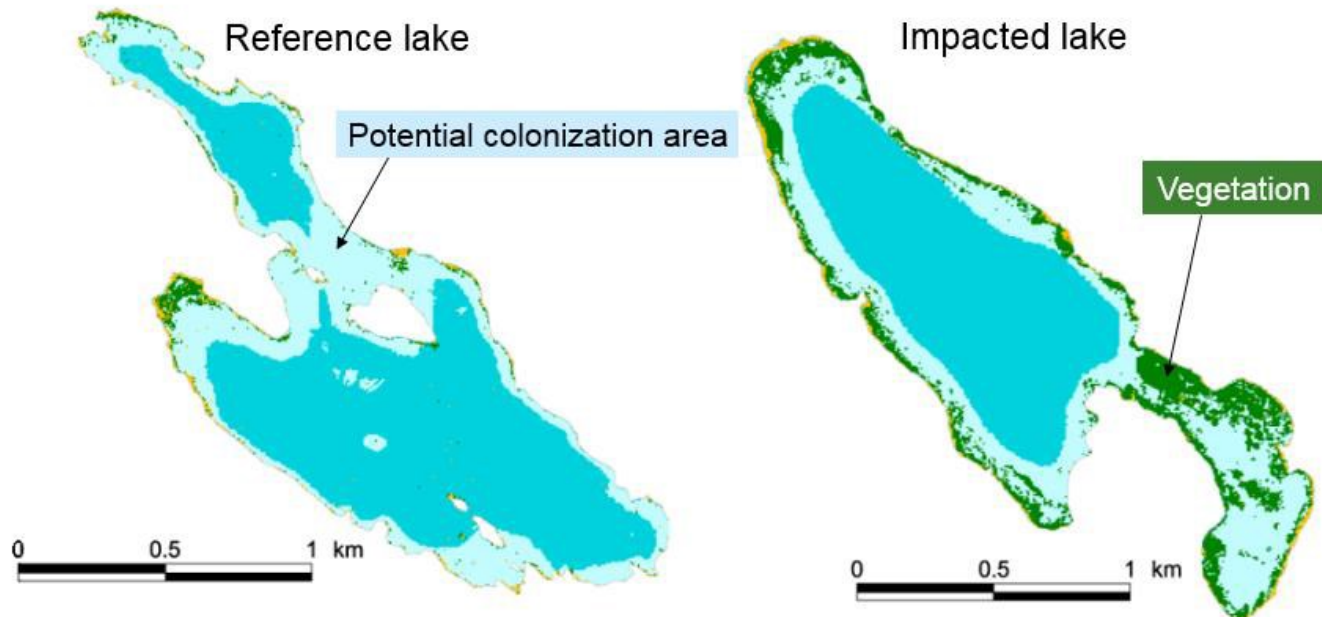 Reference lake
Impacted lake
Potential colonization area
Vegetation
0 0.5 1 km
0 0.5 1 km